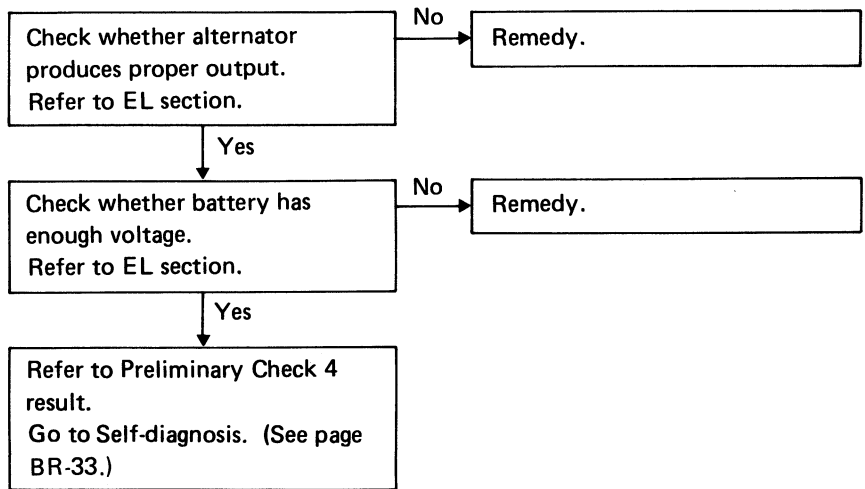 Check whether alternator
produces proper output.
Refer to EL section.
No
Remedy.
Yes
Check whether battery has
enough voltage.
Refer to EL section.
No
Remedy.
Yes
Refer to Preliminary Check 4
result.
Go to Self-diagnosis. (See page
BR-33.)